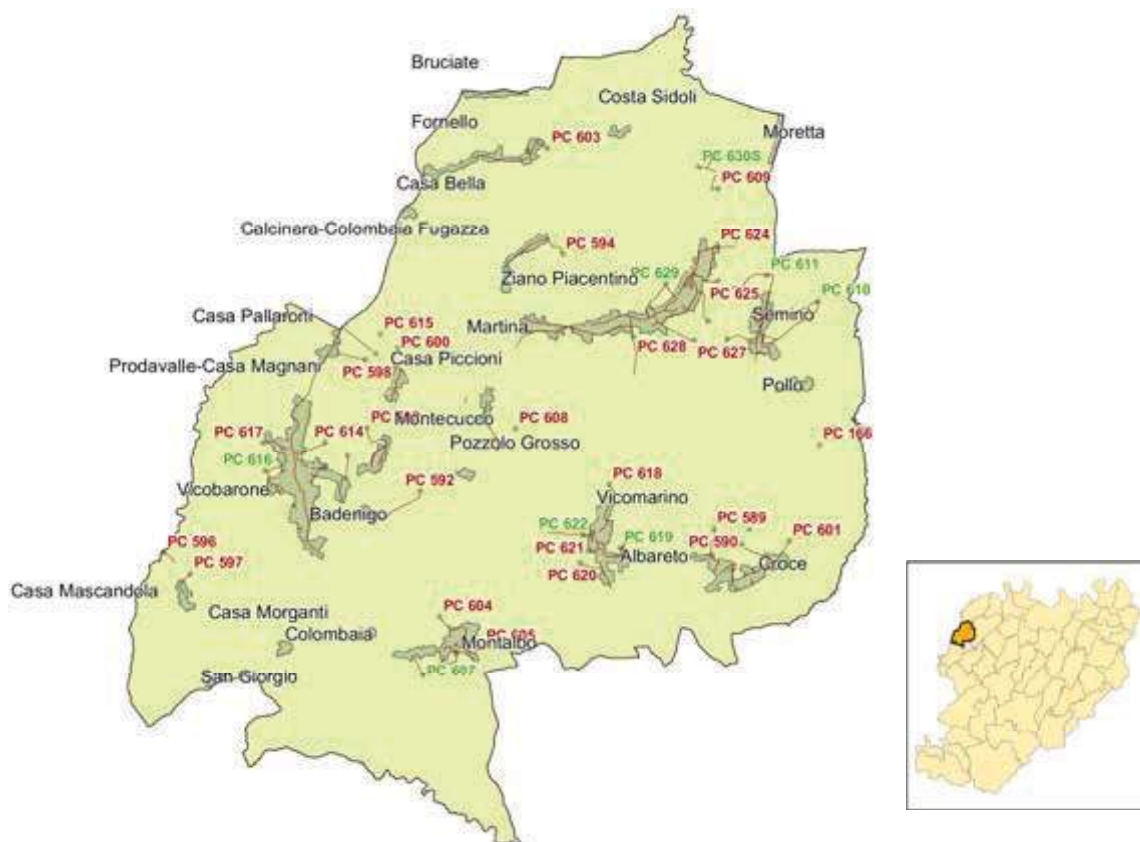 Bruciate
Costa Sidoli
Fornello
Moretta
PC 603
PC 630S
Casa Bella
PC 609
Calcinara-Colombaia Fugazza
PC 624
PC 594
PC 611
Ziano Piacentino
PC 629
PC 625
PC 610
Casa Pallaroni
PC 615
Martina
Semino
PC 600
PC 628
PC 627
Prodavalle-Casa Magnani
PC 598
Casa Piccioni
Pollo
PC
Montecucco
PC 608
PC 617
PC 614
Pozzolo Grosso
PC 166
PC 616
PC 592
PC 618
Vicobarone
Vicomarino
Badenigo
PC 622
PC 589
PC 601
PC 619
PC 596
PC 621
PC 590
Albareto
Croce
PC 597
PC 620
Casa Mascandola
Casa Morganti
PC 604
PC 605
Colombaia
Montalbo
PC 607
San Giorgio